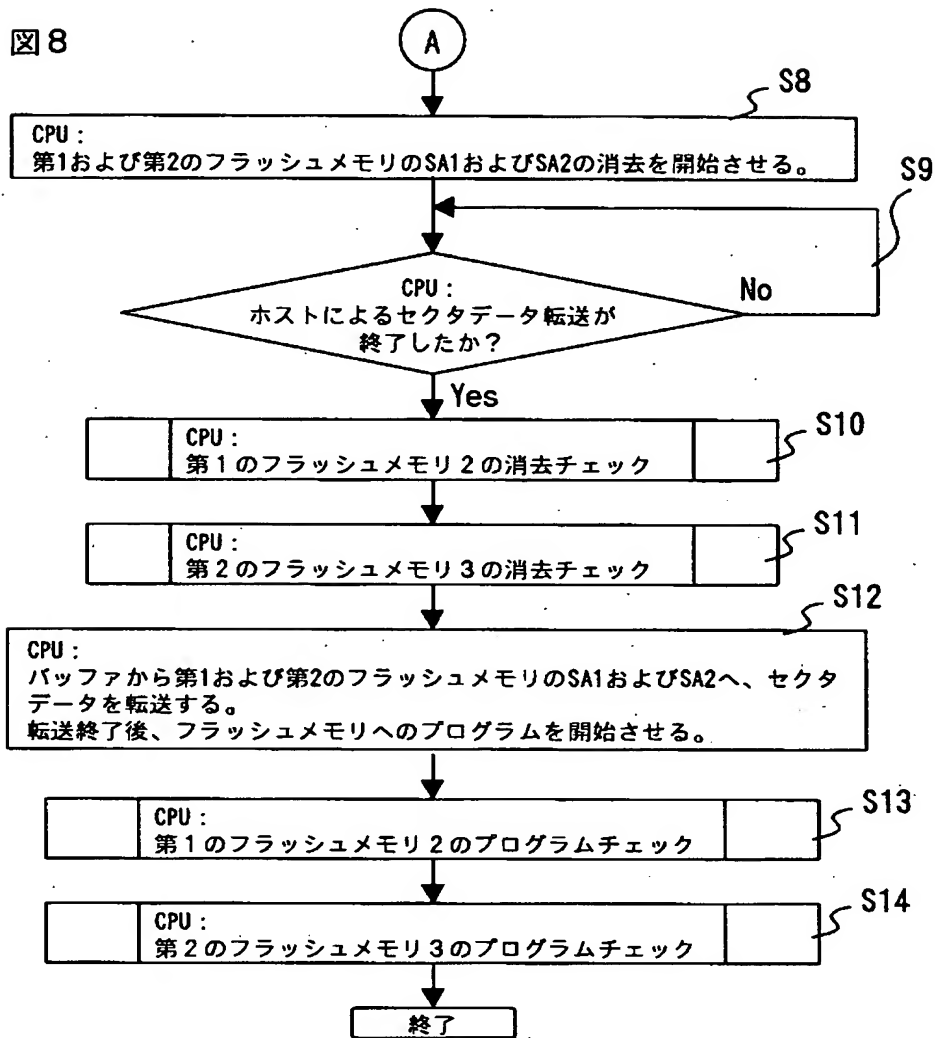 図8
A
S8
CPU：
第1および第2のフラッシュメモリのSA1およびSA2の消去を開始させる。
S9
CPU：
ホストによるセクタデータ転送が
終了したか？
No
Yes
S10
CPU：
第1のフラッシュメモリ2の消去チェック
S11
CPU：
第2のフラッシュメモリ3の消去チェック
S12
CPU：
バッファから第1および第2のフラッシュメモリのSA1およびSA2へ、セクタ
データを転送する。
転送終了後、フラッシュメモリへのプログラムを開始させる。
S13
CPU：
第1のフラッシュメモリ2のプログラムチェック
S14
CPU：
第2のフラッシュメモリ3のプログラムチェック
終了